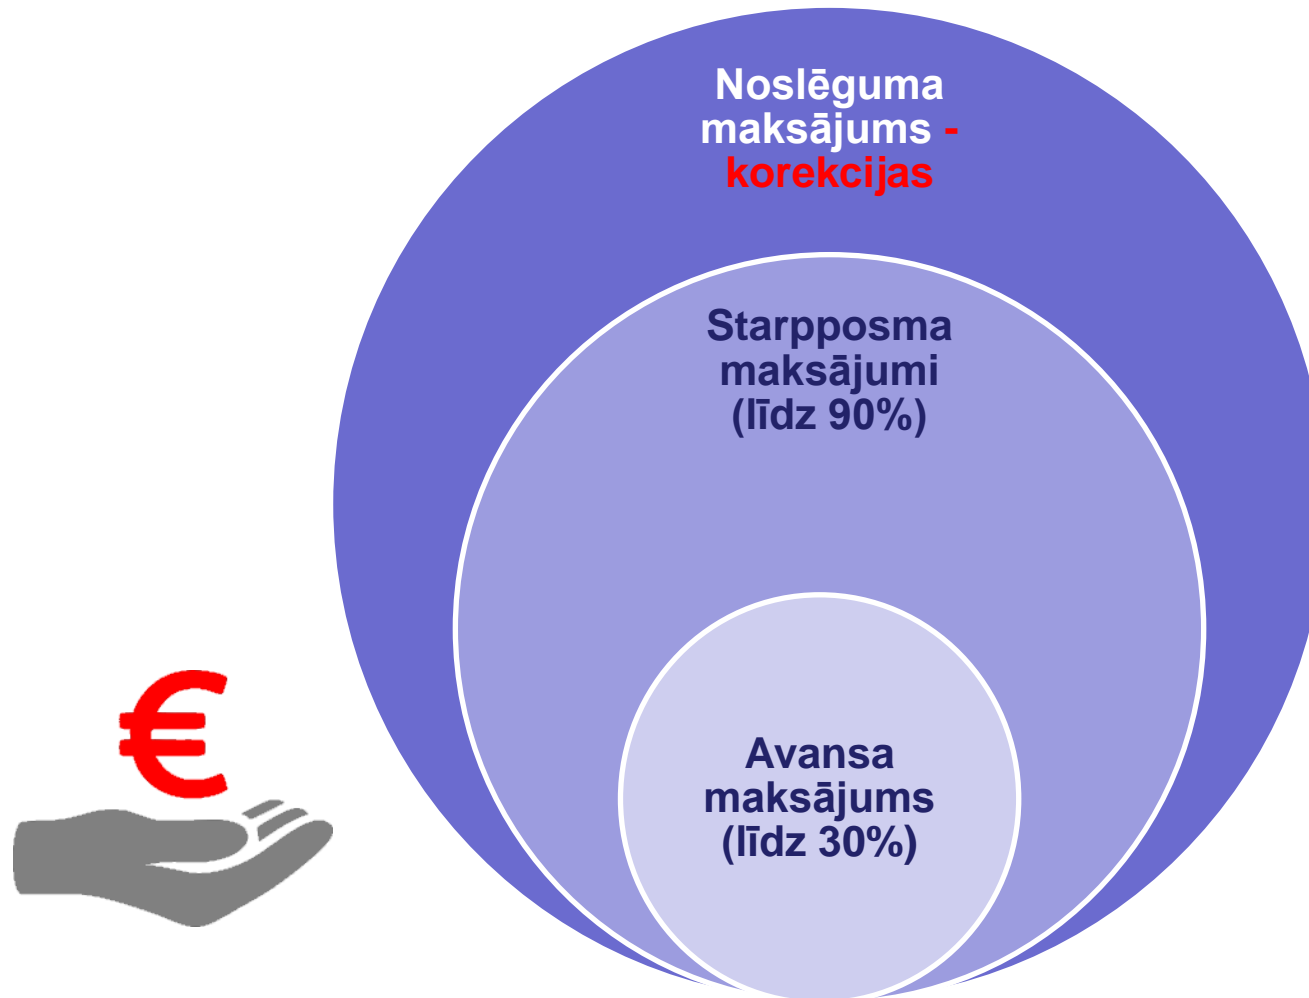 Noslēguma
maksājums -
korekcijas
Starpposma
maksājumi
(līdz 90%)
Avansa
maksājums
(līdz 30%)
€